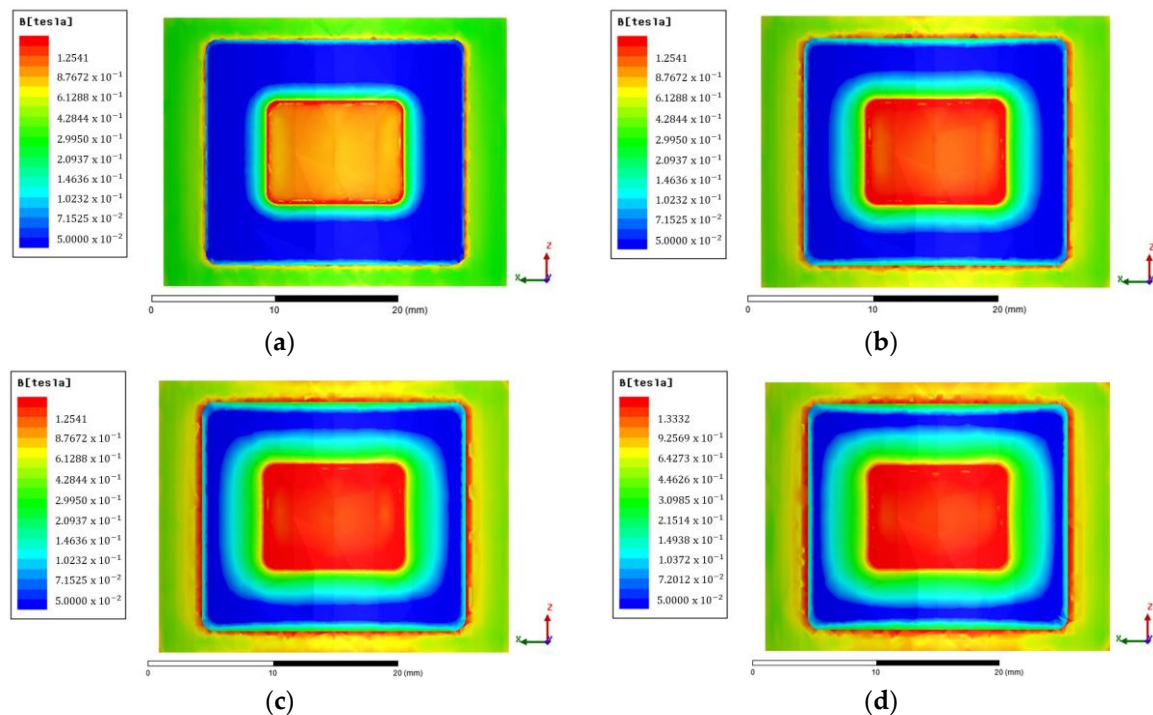 B[tesla]
1.2541
8.7672 x 10⁻¹
6.1288 x 10⁻¹
4.2844 x 10⁻¹
2.9950 x 10⁻¹
2.0937 x 10⁻¹
1.4636 x 10⁻¹
1.0232 x 10⁻¹
7.1525 x 10⁻²
5.0000 x 10⁻²
Z
X
Y
0 10 20 (mm)
(a)
B[tesla]
1.2541
8.7672 x 10⁻¹
6.1288 x 10⁻¹
4.2844 x 10⁻¹
2.9950 x 10⁻¹
2.0937 x 10⁻¹
1.4636 x 10⁻¹
1.0232 x 10⁻¹
7.1525 x 10⁻²
5.0000 x 10⁻²
Z
X
Y
0 10 20 (mm)
(b)
B[tesla]
1.2541
8.7672 x 10⁻¹
6.1288 x 10⁻¹
4.2844 x 10⁻¹
2.9950 x 10⁻¹
2.0937 x 10⁻¹
1.4636 x 10⁻¹
1.0232 x 10⁻¹
7.1525 x 10⁻²
5.0000 x 10⁻²
Z
X
Y
0 10 20 (mm)
(c)
B[tesla]
1.3332
9.2569 x 10⁻¹
6.4273 x 10⁻¹
4.4626 x 10⁻¹
3.0985 x 10⁻¹
2.1514 x 10⁻¹
1.4938 x 10⁻¹
1.0372 x 10⁻¹
7.2012 x 10⁻²
5.0000 x 10⁻²
Z
X
Y
0 10 20 (mm)
(d)